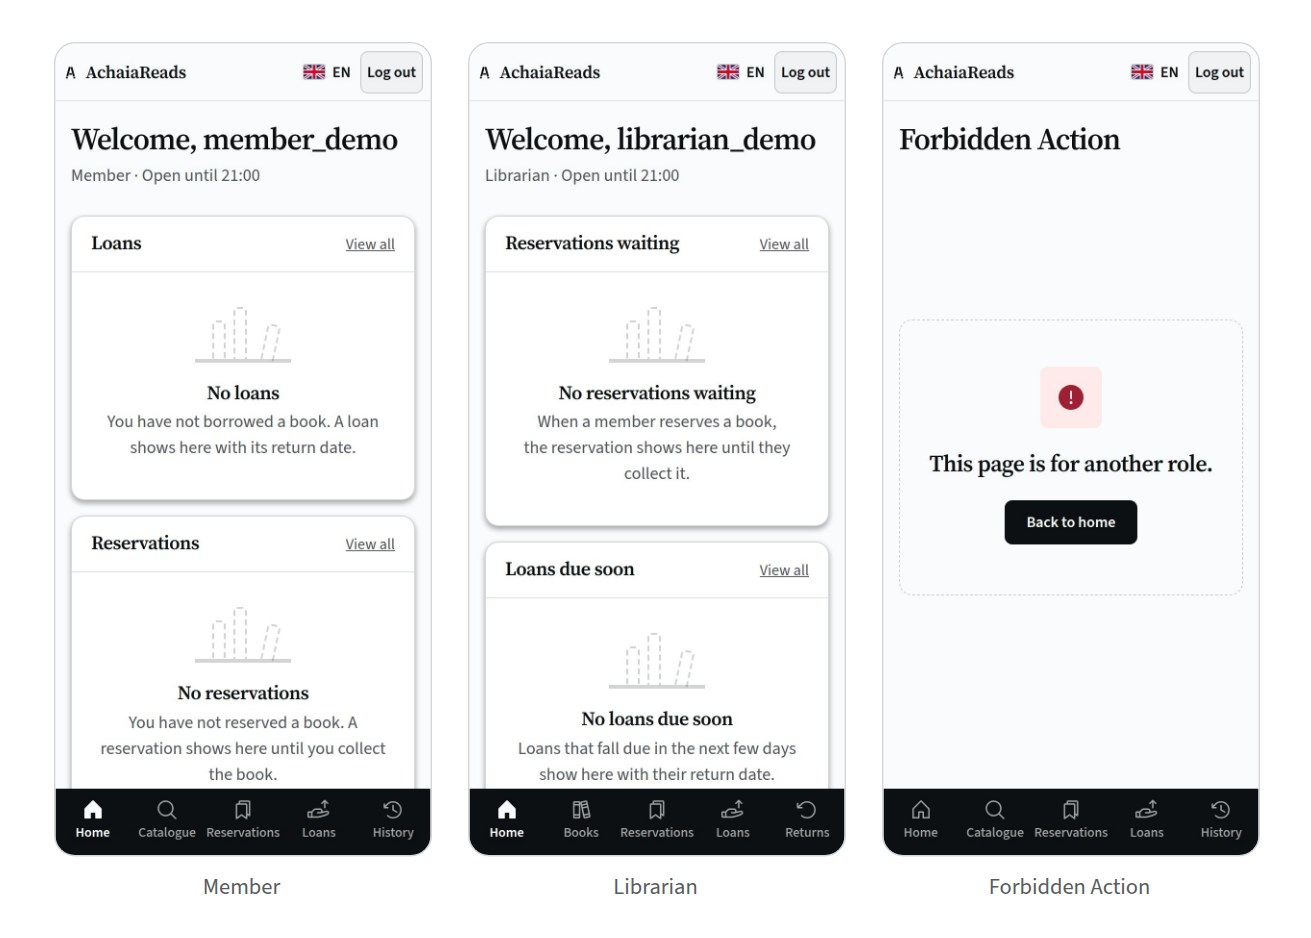 A AchaiaReads
EN
Log out
Welcome, member_demo
Member · Open until 21:00
Loans
View all
No loans
You have not borrowed a book. A loan
shows here with its return date.
Reservations
View all
No reservations
You have not reserved a book. A
reservation shows here until you collect
the book.
Home
Catalogue
Reservations
Loans
History
Member
A AchaiaReads
EN
Log out
Welcome, librarian_demo
Librarian · Open until 21:00
Reservations waiting
View all
No reservations waiting
When a member reserves a book,
the reservation shows here until they
collect it.
Loans due soon
View all
No loans due soon
Loans that fall due in the next few days
show here with their return date.
Home
Books
Reservations
Loans
Returns
Librarian
A AchaiaReads
EN
Log out
Forbidden Action
This page is for another role.
Back to home
Home
Catalogue
Reservations
Loans
History
Forbidden Action